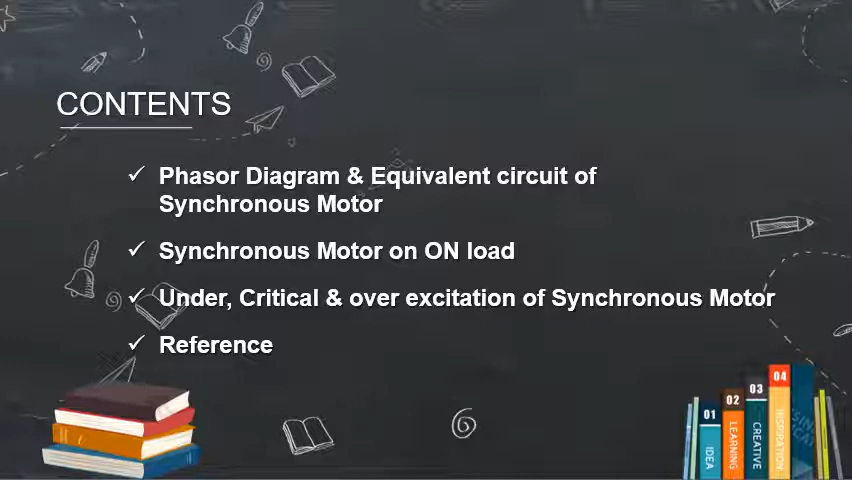 CONTENTS
✓ Phasor Diagram & Equivalent circuit of
Synchronous Motor
✓ Synchronous Motor on ON load
✓ Under, Critical & over excitation of Synchronous Motor
✓ Reference
01 IDEA
02 LEARNING
03 CREATIVE
04 INSPIRATION